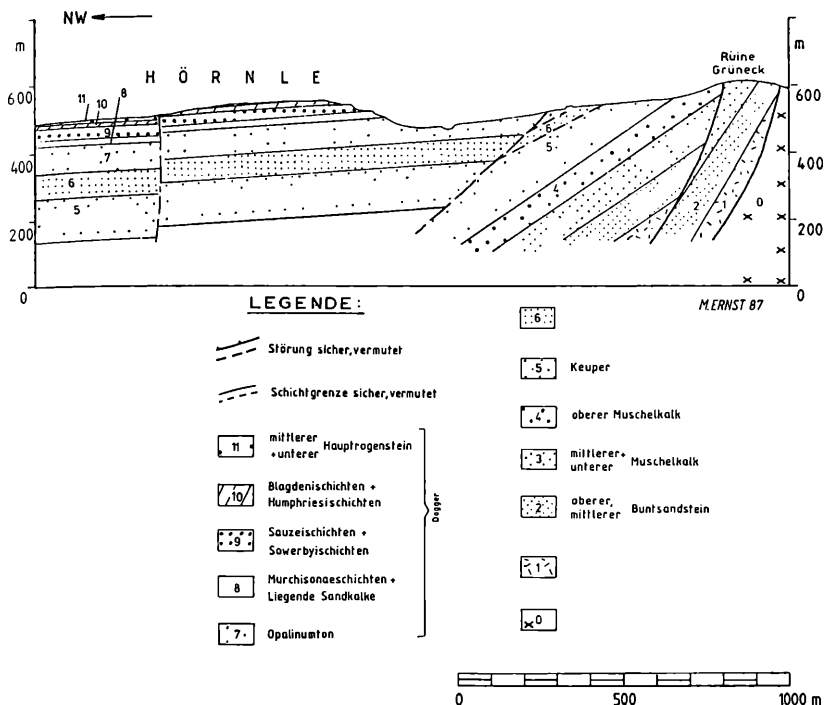 NW
m
m
HÖRNLE
Ruine
Grüneck
11
10
8
600
600
9
7
400
400
6
5
6
5
4
2
1
0
200
200
0
0
LEGENDE:
M.ERNST 87
Störung sicher, vermutet
Schichtgrenze sicher, vermutet
11 mittlerer + unterer Hauptrogenstein
10 Blagdenischichten +
Humphriesischichten
9 Sauzeischichten +
Sowerbyischichten
8 Murchisonaeschichten +
Liegende Sandkalke
7 Opalinumton
Dogger
6
5 Keuper
4 oberer Muschelkalk
3 mittlerer + unterer Muschelkalk
2 oberer, mittlerer Buntsandstein
1
0
0 500 1000 m